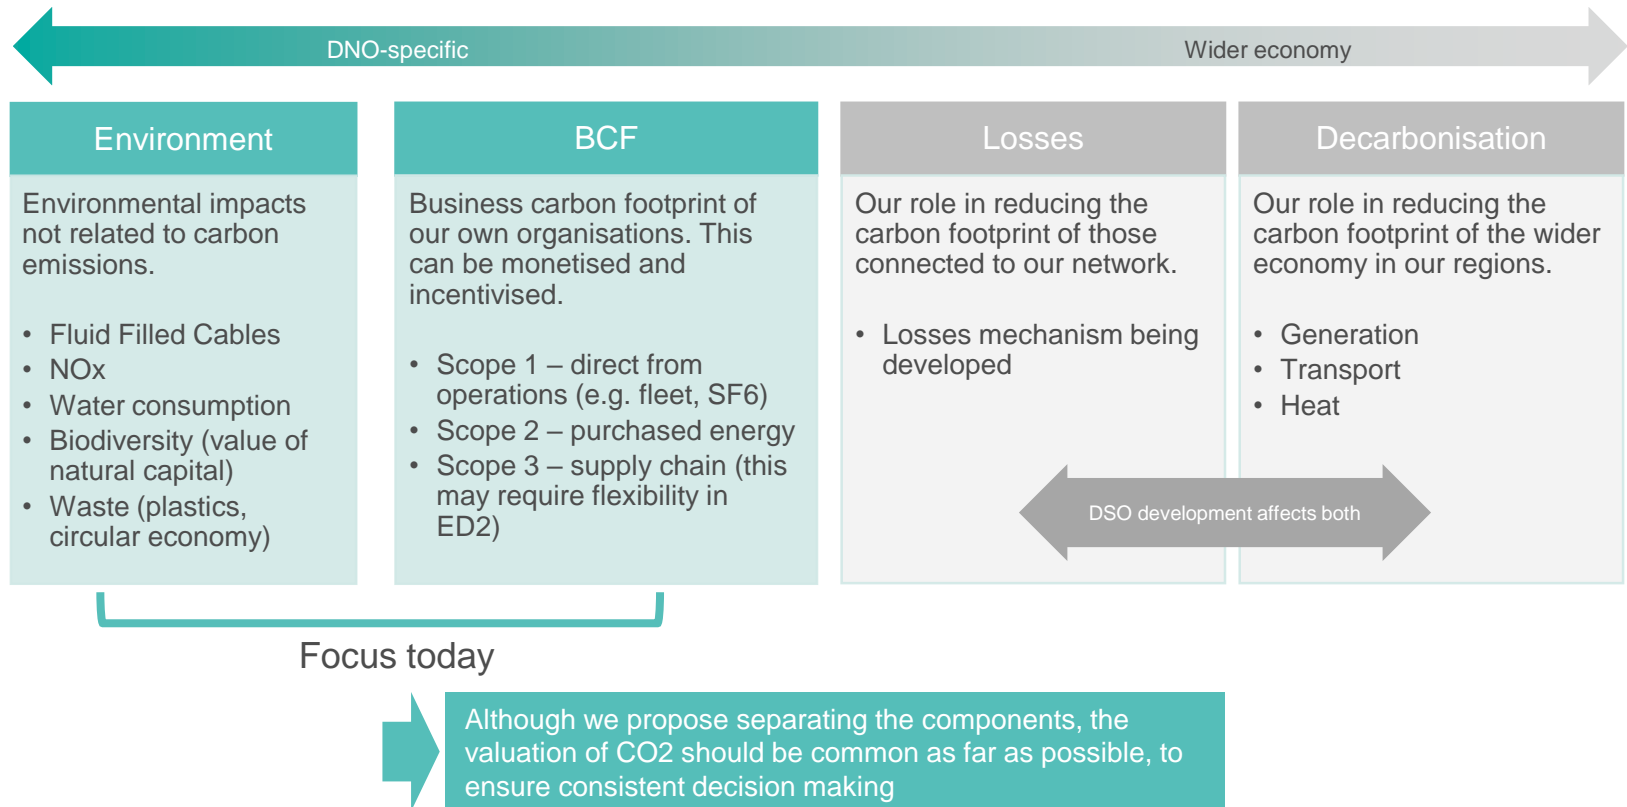 DNO-specific
Wider economy
Environment
Environmental impacts
not related to carbon
emissions.
• Fluid Filled Cables
• NOx
• Water consumption
• Biodiversity (value of
natural capital)
• Waste (plastics,
circular economy)
BCF
Business carbon footprint of
our own organisations. This
can be monetised and
incentivised.
• Scope 1 – direct from
operations (e.g. fleet, SF6)
• Scope 2 – purchased energy
• Scope 3 – supply chain (this
may require flexibility in
ED2)
Losses
Our role in reducing the
carbon footprint of those
connected to our network.
• Losses mechanism being
developed
Decarbonisation
Our role in reducing the
carbon footprint of the wider
economy in our regions.
• Generation
• Transport
• Heat
DSO development affects both
Focus today
Although we propose separating the components, the
valuation of CO2 should be common as far as possible, to
ensure consistent decision making